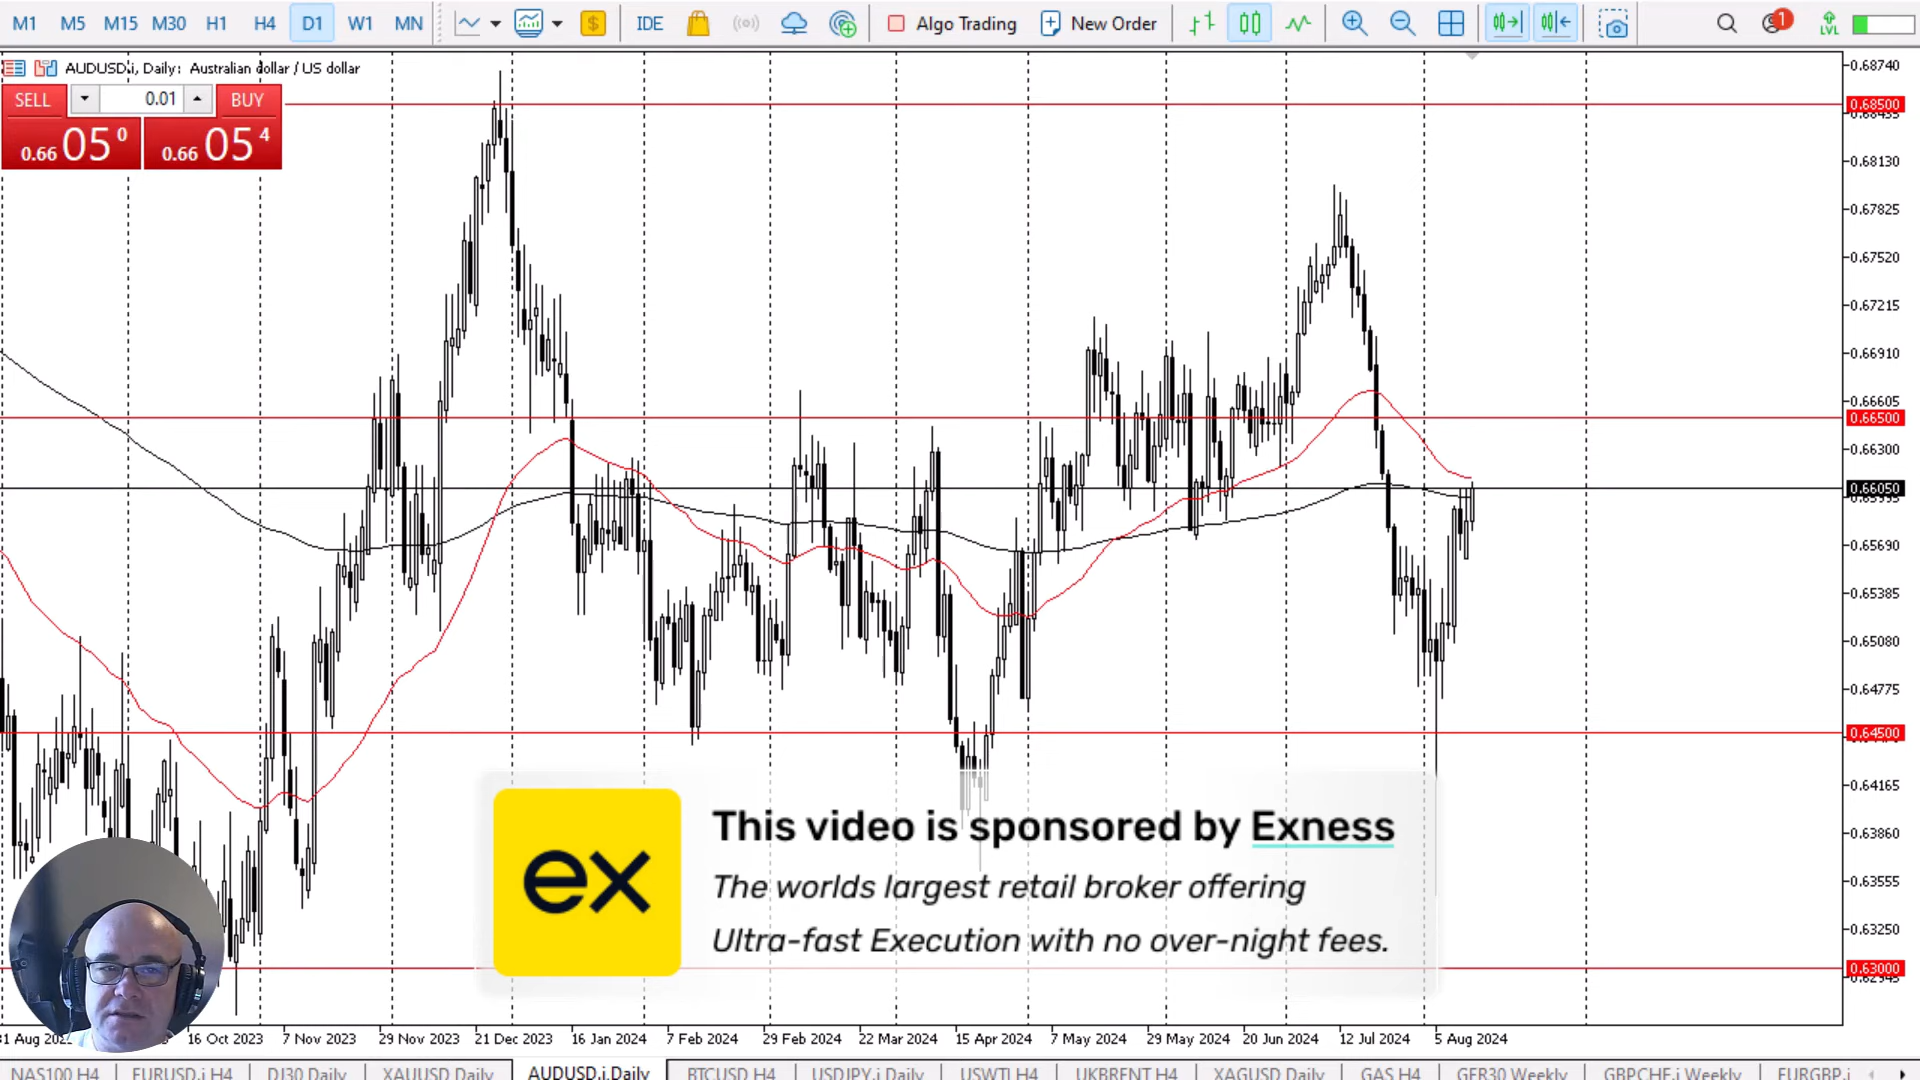 M1 M5 M15 M30 H1 H4 D1 W1 MN IDE Algo Trading New Order 1 LVL
AUDUSD.i, Daily: Australian dollar / US dollar
SELL 0.01 BUY
0.66 05 0 0.66 05 4
0.68740
0.68500
0.68130
0.67825
0.67520
0.67215
0.66910
0.66605
0.66500
0.66300
0.66050
0.65690
0.65385
0.65080
0.64775
0.64500
0.64165
0.63860
0.63555
0.63250
0.63000
ex
This video is sponsored by Exness
The worlds largest retail broker offering
Ultra-fast Execution with no over-night fees.
16 Oct 2023 7 Nov 2023 29 Nov 2023 21 Dec 2023 16 Jan 2024 7 Feb 2024 29 Feb 2024 22 Mar 2024 15 Apr 2024 7 May 2024 29 May 2024 20 Jun 2024 12 Jul 2024 5 Aug 2024
NAS100 H4 EURUSD.i H4 DJ30 Daily XAUUSD Daily AUDUSD.i Daily BTCUSD H4 USDJPY.i Daily USWTI H4 UKBRENT H4 XAGUSD Daily GAS H4 GER30 Weekly GBPCHF.i Weekly EURGBP.i